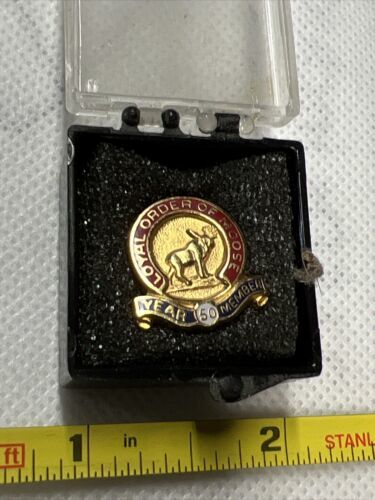 LOYAL ORDER OF MOOSE
YEAR 50 MEMBER
ft 1 in 2 STANL